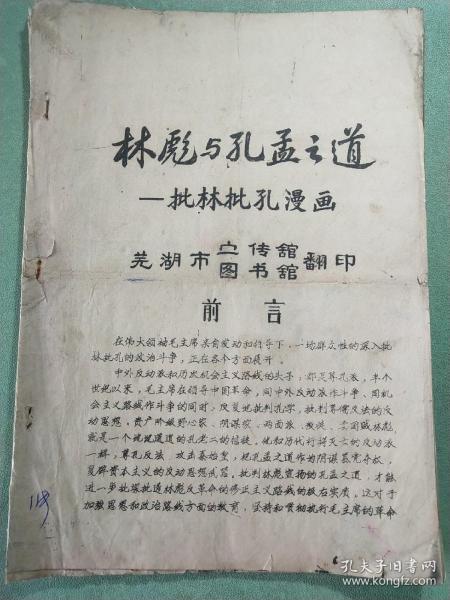 林彪与孔孟之道
—批林批孔漫画
芜湖市宣传舘图书舘翻印
前言
在伟大领袖毛主席亲自发动和领导下，一场群众性的深入批
林批孔的政治斗争，正在各个方面展开。
中外反动派和历次机会主义路线的头子，都是尊孔派，半个
世纪以来，毛主席在领导中国革命，同中外反动派作斗争、同机
会主义路线作斗争的同时，反复地批判孔学，批判尊儒反法的反
动思想，资产阶级野心家、阴谋家、两面派、叛徒、卖国贼林彪，
就是一个地地道道的孔老二的信徒。他和历代行将灭亡的反动派
一样，尊孔反法，攻击秦始皇，把孔孟之道作为阴谋篡党夺权，
复辟资本主义的反动思想武器。批判林彪宣扬的孔孟之道，才能
进一步批深批透林彪反革命的修正主义路线的极右实质。这对于
加强思想和政治路线方面的教育，坚持和贯彻执行毛主席的革命
118
孔夫子旧书网
www.kongfz.com